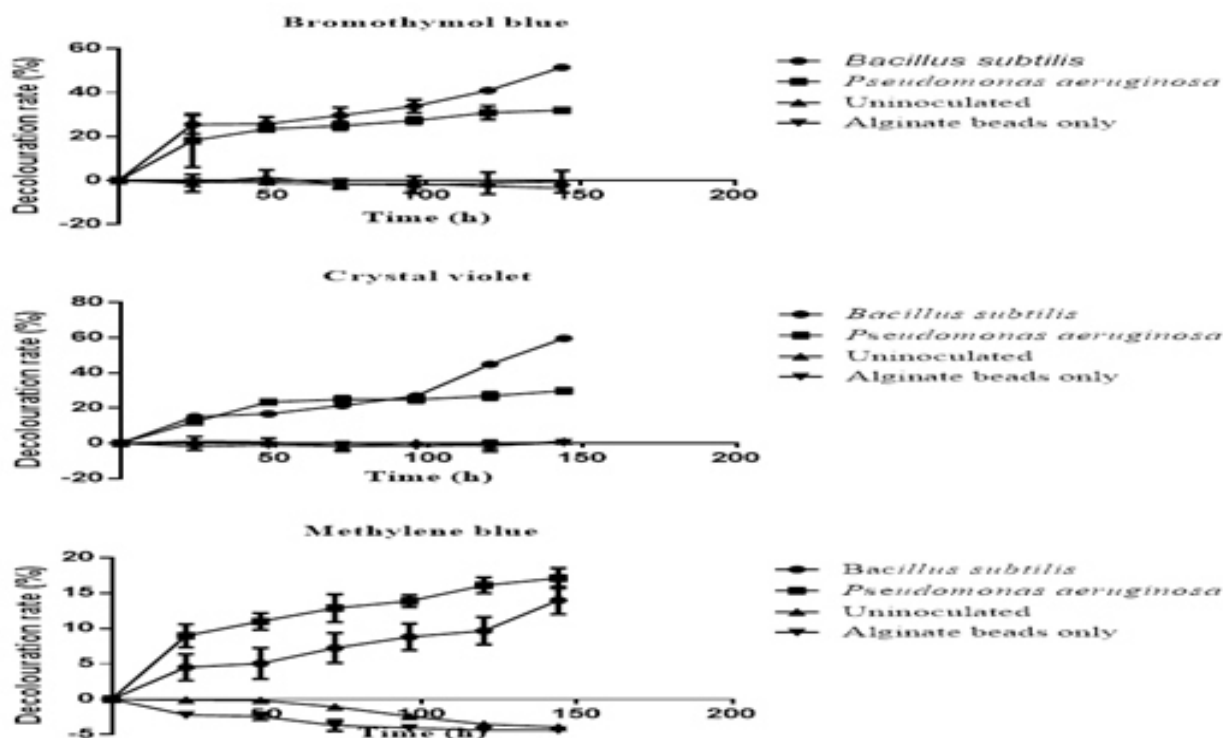 Bromothymol blue
Decolouration rate (%)
60
40
20
0
-20
50
100
150
200
Time (h)
Bacillus subtilis
Pseudomonas aeruginosa
Uninoculated
Alginate beads only
Crystal violet
Decolouration rate (%)
80
60
40
20
0
-20
50
100
150
200
Time (h)
Bacillus subtilis
Pseudomonas aeruginosa
Uninoculated
Alginate beads only
Methylene blue
Decolouration rate (%)
20
15
10
5
0
-5
50
100
150
200
Time (h)
Bacillus subtilis
Pseudomonas aeruginosa
Uninoculated
Alginate beads only